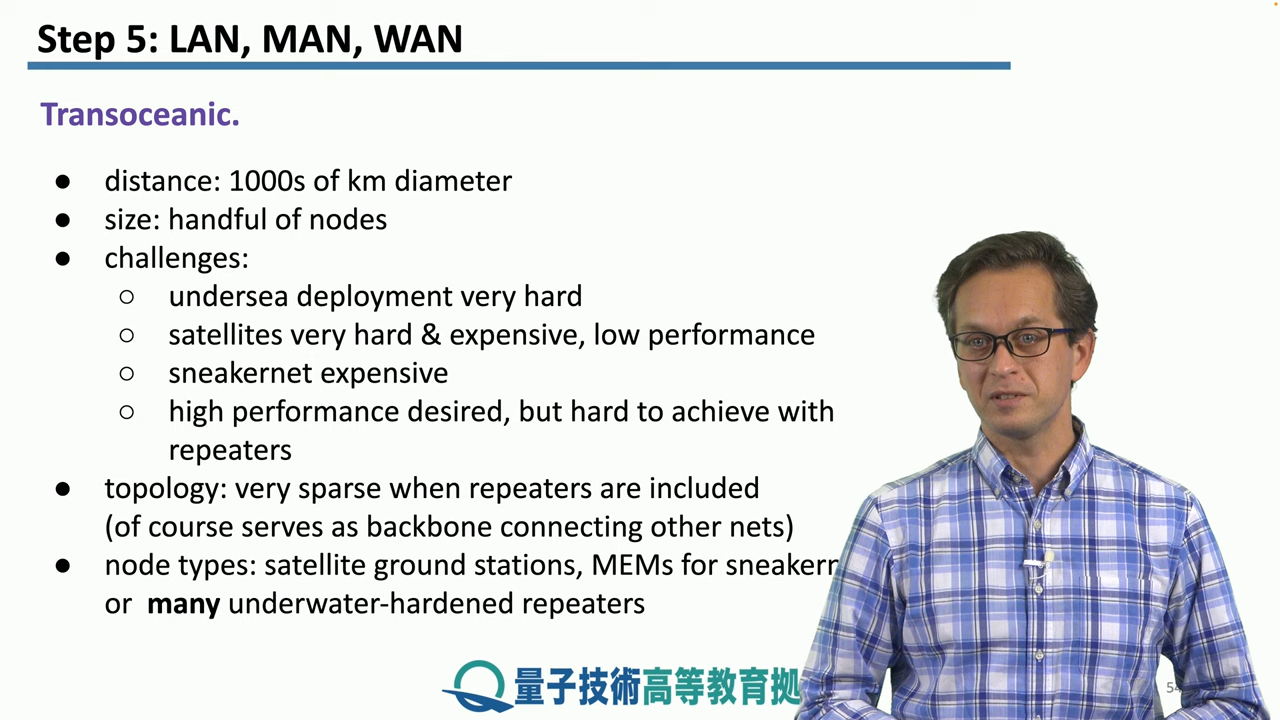 Step 5: LAN, MAN, WAN
Transoceanic.
● distance: 1000s of km diameter
● size: handful of nodes
● challenges:
○ undersea deployment very hard
○ satellites very hard & expensive, low performance
○ sneakernet expensive
○ high performance desired, but hard to achieve with
repeaters
● topology: very sparse when repeaters are included
(of course serves as backbone connecting other nets)
● node types: satellite ground stations, MEMs for
or many underwater-hardened repeaters
量子技術高等教育拠